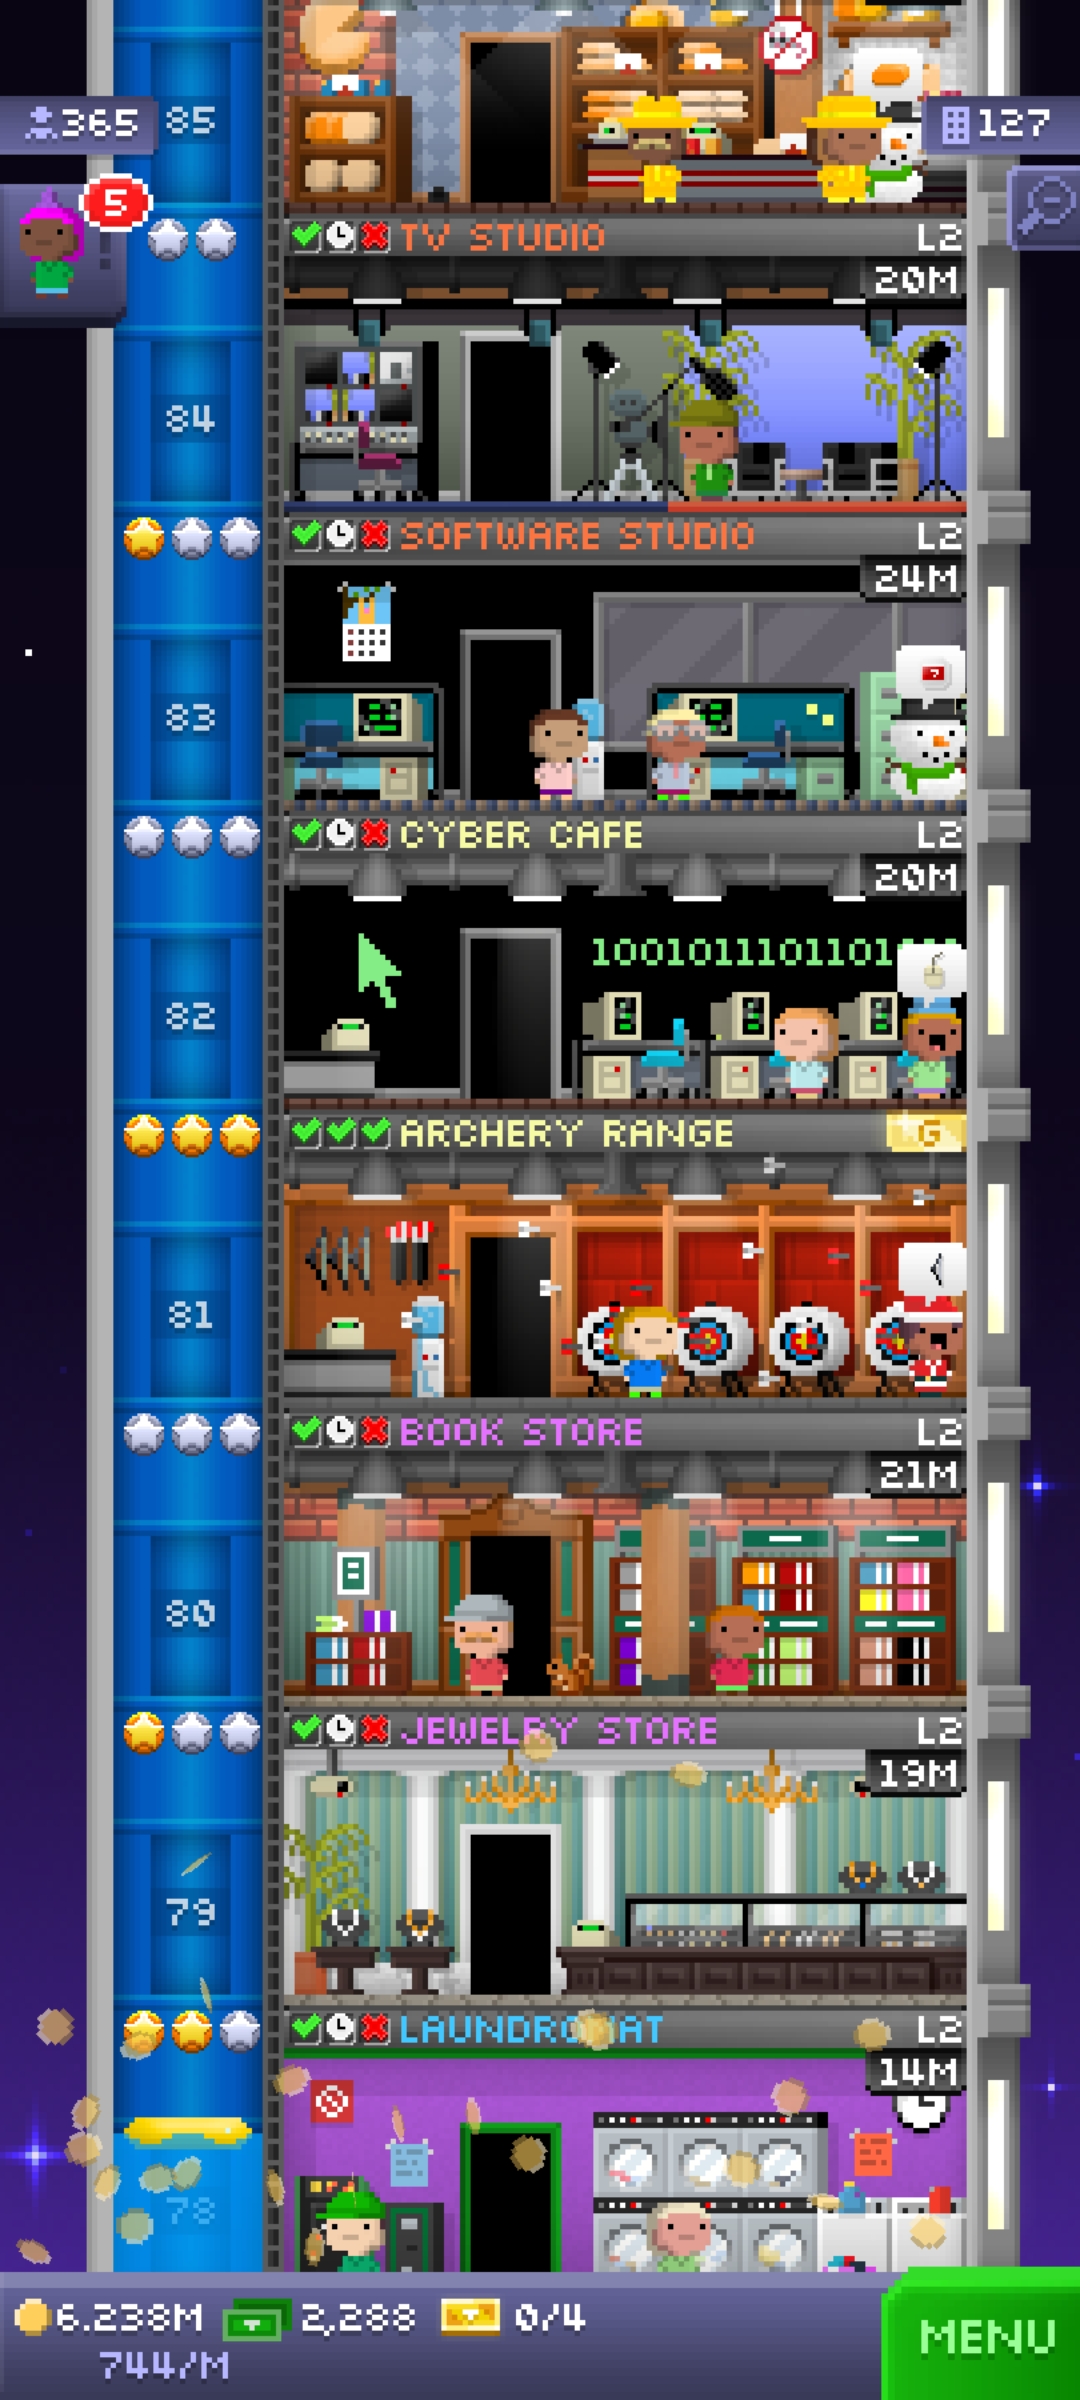 85
365
127
5
TV STUDIO L2
20M
84
SOFTWARE STUDIO L2
24M
83
?
CYBER CAFE L2
20M
1001011101101
82
ARCHERY RANGE G
81
BOOK STORE L2
21M
80
JEWELRY STORE L2
19M
79
LAUNDROMAT L2
14M
78
6.238M 2,288 0/4
744/M
MENU